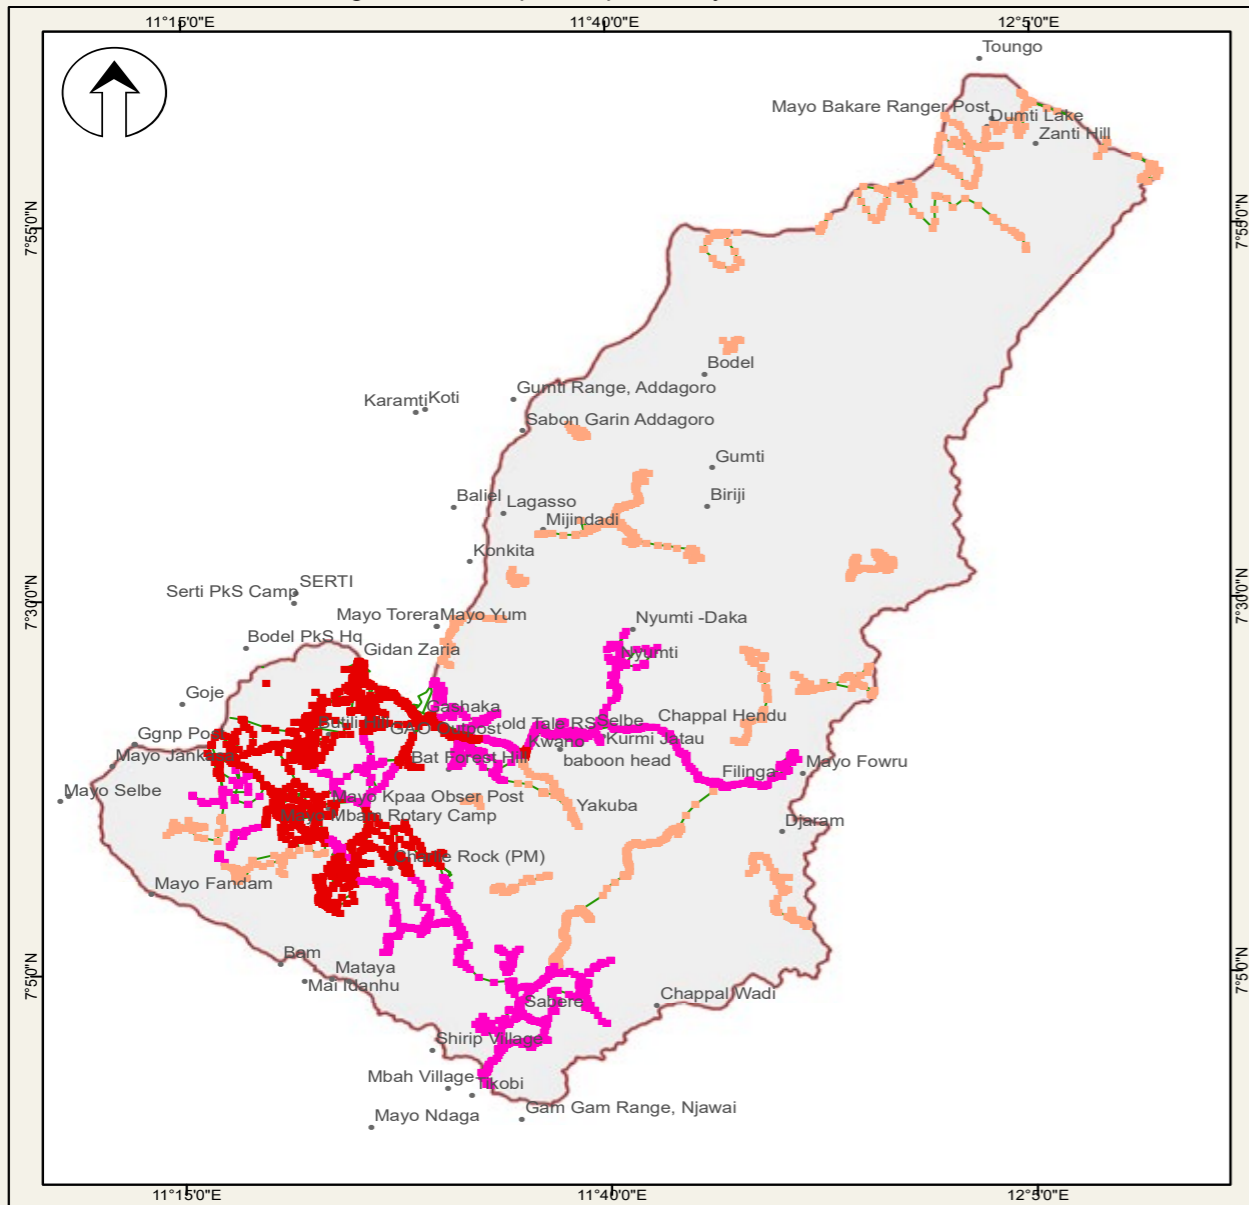 11°15'0"E
11°40'0"E
12°5'0"E
Toungo
Mayo Bakare Ranger Post
Dumti Lake
Zanti Hill
7°55'0"N
7°55'0"N
Bodel
Gumti Range, Addagoro
Karamti
Koti
Sabon Garin Addagoro
Gumti
Baliel
Lagasso
Biriji
Mijindadi
Konkita
SERTI
Serti PkS Camp
7°30'0"N
7°30'0"N
Mayo Torera
Mayo Yum
Nyumti -Daka
Bodel PkS Hq
Gidan Zaria
Nyumti
Goje
Gashaka
Chappal Hendu
Butili Hill
GAO Outpost
old Tale RS
Selbe
Ggnp Post
Kwano
Kurmi Jatau
Mayo Jankasa
Bat Forest Hill
baboon head
Filinga
Mayo Fowru
Mayo Selbe
Mayo Kpaa Obser Post
Yakuba
Mayo Mbam Rotary Camp
Djaram
Charlie Rock (PM)
Mayo Fandam
Bam
Mataya
Mai Idanhu
7°5'0"N
7°5'0"N
Sabere
Chappal Wadi
Shirip Village
Mbah Village
Tikobi
Mayo Ndaga
Gam Gam Range, Njawai
11°15'0"E
11°40'0"E
12°5'0"E